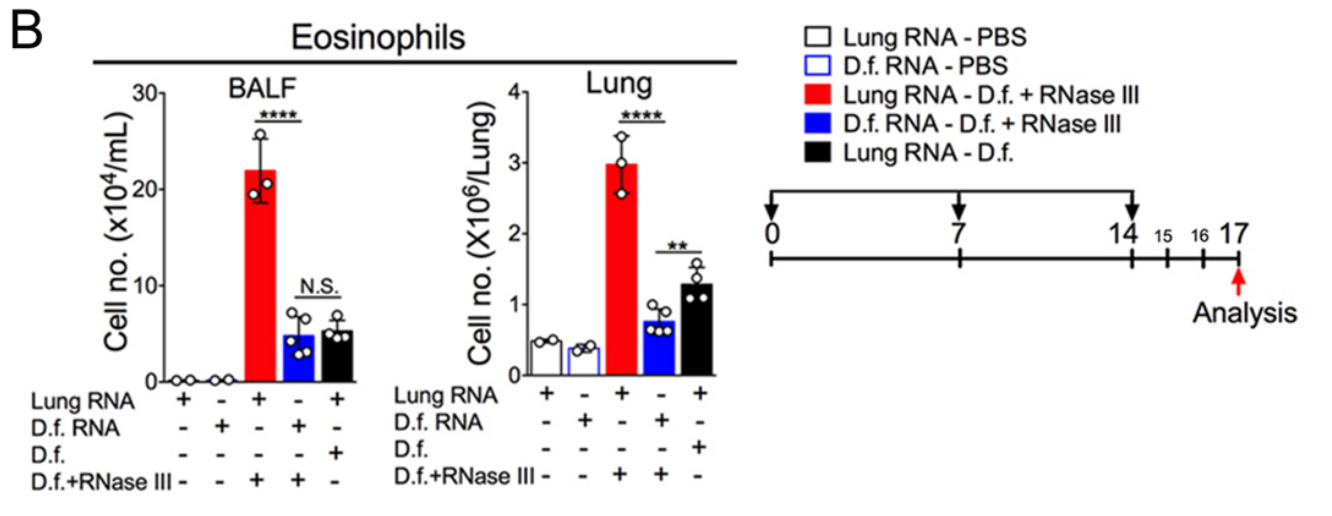 B
Eosinophils
BALF
Cell no. (x10⁴/mL)
30
20
10
0
****
N.S.
Lung RNA + - + - +
D.f. RNA - + - + -
D.f. - - - - +
D.f.+RNase III - - + + -
Lung
Cell no. (X10⁶/Lung)
4
3
2
1
0
****
**
Lung RNA + - + - +
D.f. RNA - + - + -
D.f. - - - - +
D.f.+RNase III - - + + -
Lung RNA - PBS
D.f. RNA - PBS
Lung RNA - D.f. + RNase III
D.f. RNA - D.f. + RNase III
Lung RNA - D.f.
0 7 14 15 16 17
Analysis